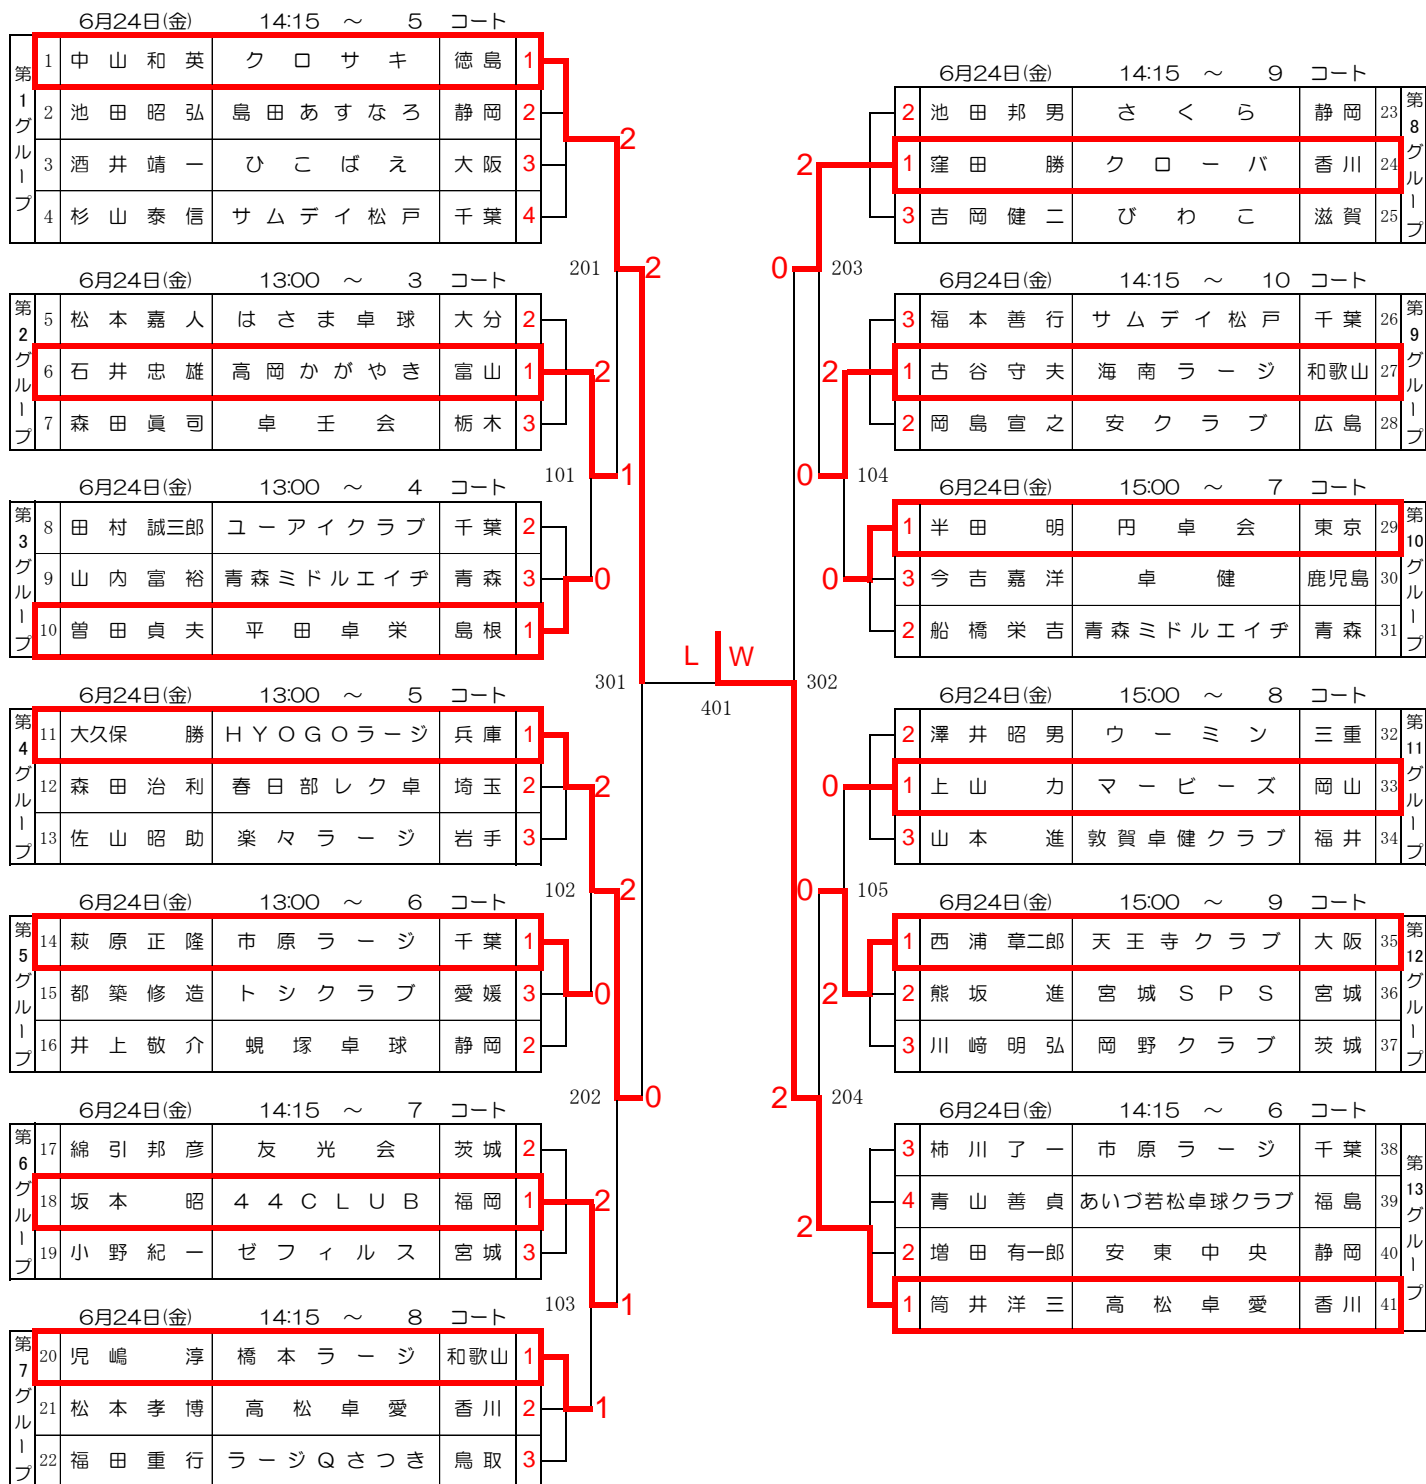 6月24日(金) 14:15 ～ 5 コート
第1グループ
1 中山和英 クロサキ 徳島 1
2 池田昭弘 島田あすなろ 静岡 2
3 酒井靖一 ひこばえ 大阪 3
4 杉山泰信 サムデイ松戸 千葉 4
6月24日(金) 13:00 ～ 3 コート
第2グループ
5 松本嘉人 はさま卓球 大分 2
6 石井忠雄 高岡かがやき 富山 1
7 森田眞司 卓王会 栃木 3
6月24日(金) 13:00 ～ 4 コート
第3グループ
8 田村誠三郎 ユーアイクラブ 千葉 2
9 山内富裕 青森ミドルエイヂ 青森 3
10 曽田貞夫 平田卓栄 島根 1
6月24日(金) 13:00 ～ 5 コート
第4グループ
11 大久保勝 HYOGOラージ 兵庫 1
12 森田治利 春日部レク卓 埼玉 2
13 佐山昭助 楽々ラージ 岩手 3
6月24日(金) 13:00 ～ 6 コート
第5グループ
14 萩原正隆 市原ラージ 千葉 1
15 都築修造 トシクラブ 愛媛 3
16 井上敬介 蜆塚卓球 静岡 2
6月24日(金) 14:15 ～ 7 コート
第6グループ
17 綿引邦彦 友光会 茨城 2
18 坂本昭 44CLUB 福岡 1
19 小野紀一 ゼフィルス 宮城 3
6月24日(金) 14:15 ～ 8 コート
第7グループ
20 児嶋淳 橋本ラージ 和歌山 1
21 松本孝博 高松卓愛 香川 2
22 福田重行 ラージQさつき 鳥取 3
2
201 2
2
101 1
0
301
2
102 2
0
202 0
2
103 1
1
L W
401
2
0 203
2
0 104
0
302
0
0 105
2
2 204
2
6月24日(金) 14:15 ～ 9 コート
第8グループ
2 池田邦男 さくら 静岡 23
1 窪田勝 クローバ 香川 24
3 吉岡健二 びわこ 滋賀 25
6月24日(金) 14:15 ～ 10 コート
第9グループ
3 福本善行 サムデイ松戸 千葉 26
1 古谷守夫 海南ラージ 和歌山 27
2 岡島宣之 安クラブ 広島 28
6月24日(金) 15:00 ～ 7 コート
第10グループ
1 半田明 円卓会 東京 29
3 今吉嘉洋 卓健 鹿児島 30
2 船橋栄吉 青森ミドルエイヂ 青森 31
6月24日(金) 15:00 ～ 8 コート
第11グループ
2 澤井昭男 ウーミン 三重 32
1 上山力 マービーズ 岡山 33
3 山本進 敦賀卓健クラブ 福井 34
6月24日(金) 15:00 ～ 9 コート
第12グループ
1 西浦章二郎 天王寺クラブ 大阪 35
2 熊坂進 宮城SPS 宮城 36
3 川﨑明弘 岡野クラブ 茨城 37
6月24日(金) 14:15 ～ 6 コート
第13グループ
3 柿川了一 市原ラージ 千葉 38
4 青山善貞 あいづ若松卓球クラブ 福島 39
2 増田有一郎 安東中央 静岡 40
1 筒井洋三 高松卓愛 香川 41